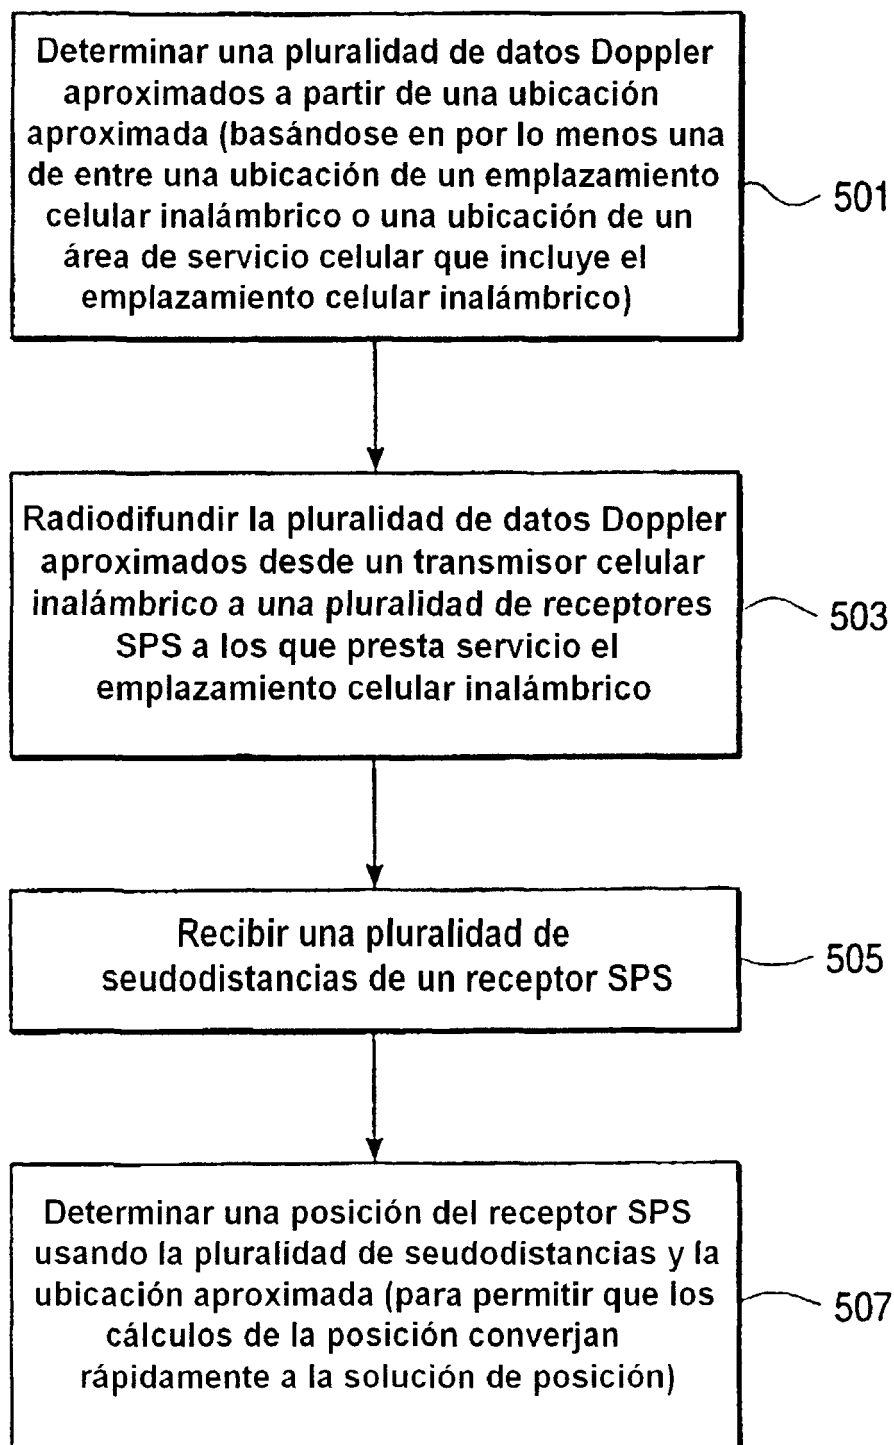 Determinar una pluralidad de datos Doppler
aproximados a partir de una ubicación
aproximada (basándose en por lo menos una
de entre una ubicación de un emplazamiento
celular inalámbrico o una ubicación de un
área de servicio celular que incluye el
emplazamiento celular inalámbrico)
501
Radiodifundir la pluralidad de datos Doppler
aproximados desde un transmisor celular
inalámbrico a una pluralidad de receptores
SPS a los que presta servicio el
emplazamiento celular inalámbrico
503
Recibir una pluralidad de
seudodistancias de un receptor SPS
505
Determinar una posición del receptor SPS
usando la pluralidad de seudodistancias y la
ubicación aproximada (para permitir que los
cálculos de la posición converjan
rápidamente a la solución de posición)
507